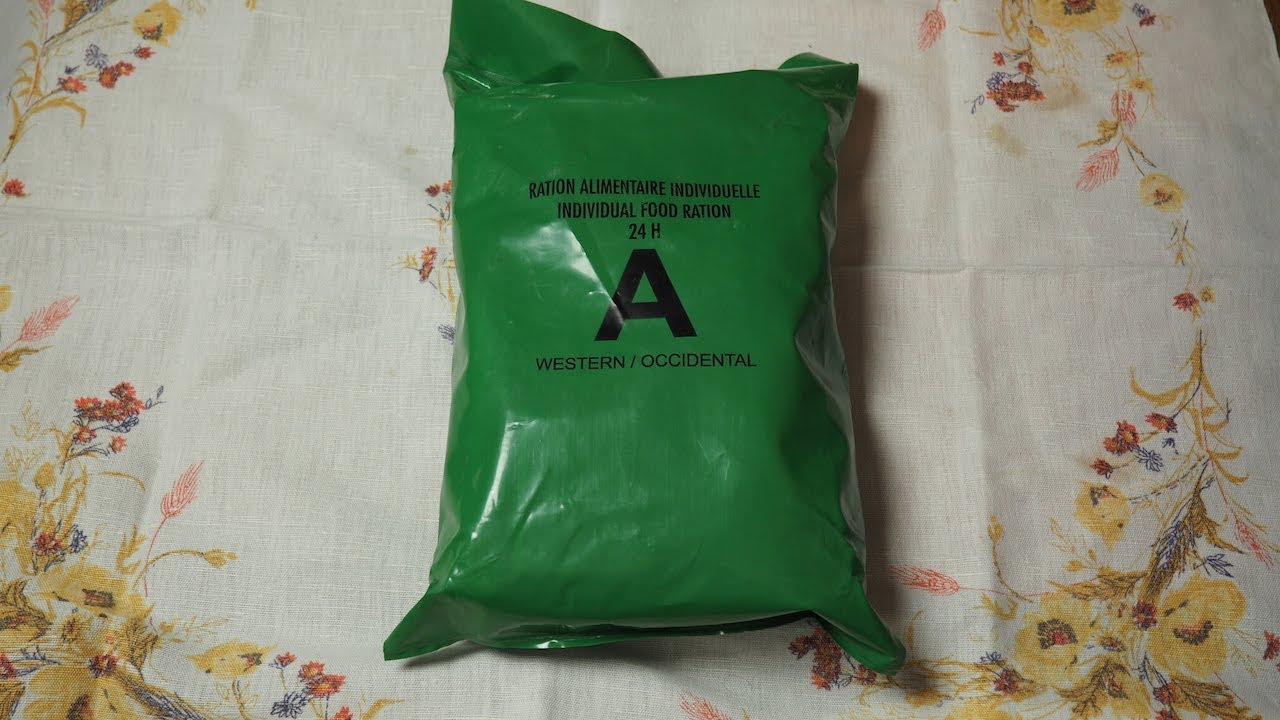 RATION ALIMENTAIRE INDIVIDUELLE
INDIVIDUAL FOOD RATION
24 H
A
WESTERN / OCCIDENTAL